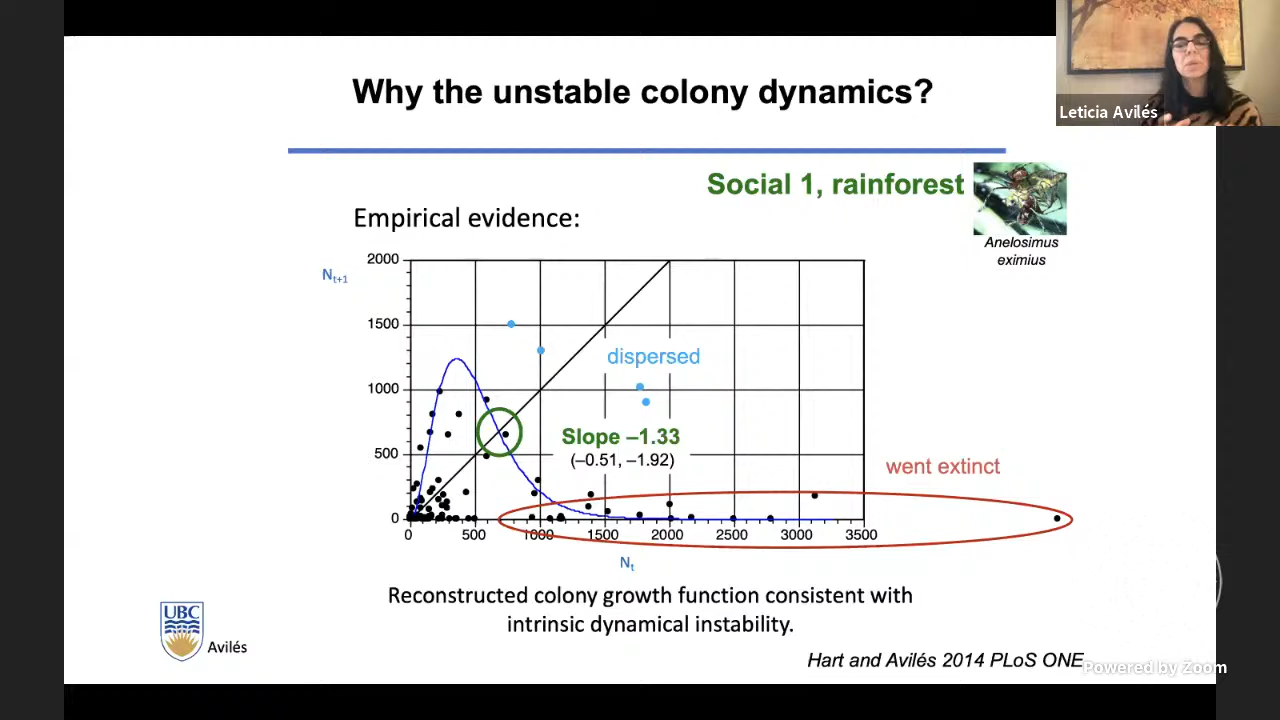 Why the unstable colony dynamics?
Leticia Avilés
Social 1, rainforest
Empirical evidence:
Anelosimus
eximius
Nt+1
2000
1500
1000
500
0
dispersed
Slope –1.33
(–0.51, –1.92)
went extinct
0 500 1000 1500 2000 2500 3000 3500
Nt
Reconstructed colony growth function consistent with
intrinsic dynamical instability.
UBC
Avilés
Hart and Avilés 2014 PLoS ONE
Powered by Zoom